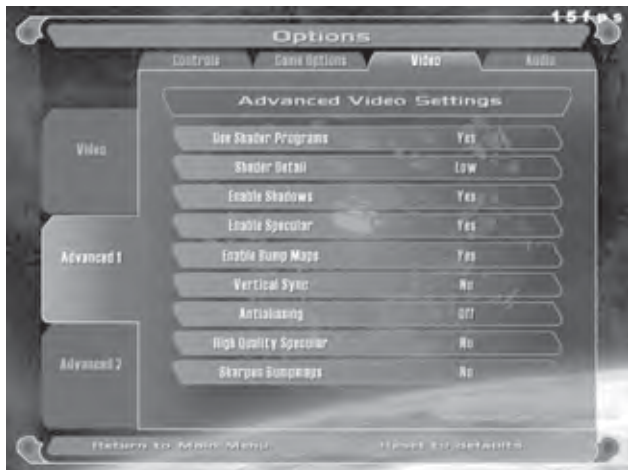 15fps
Options
Controls Game Options Video Audio
Advanced Video Settings
Video
Use Shader Programs Yes
Shader Detail Low
Enable Shadows Yes
Enable Specular Yes
Advanced 1
Enable Bump Maps Yes
Vertical Sync No
Antialiasing Off
High Quality Specular No
Advanced 2
Sharpen Bumpmaps No
Return to Main Menu Reset to defaults